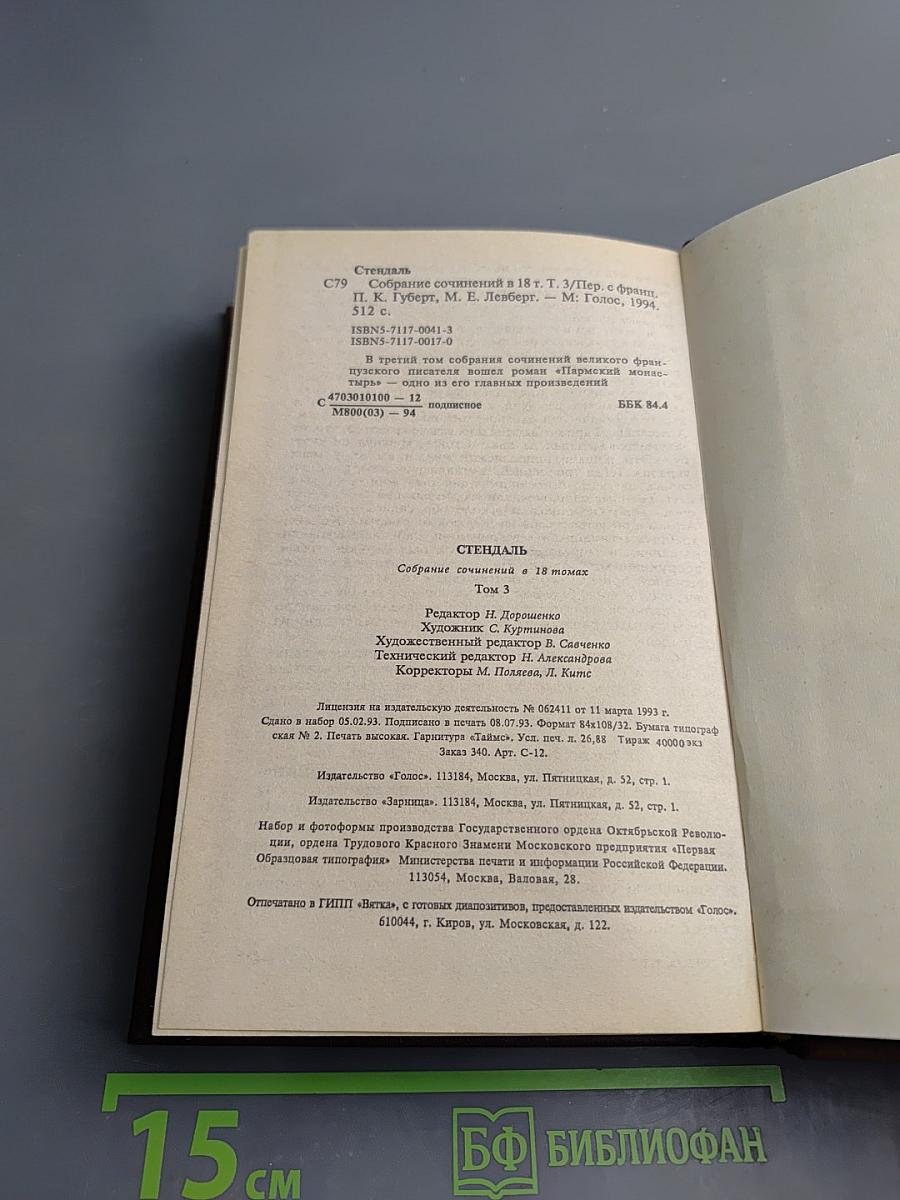 Стендаль
С79 Собрание сочинений в 18 т. Т. 3/Пер. с франц.
П. К. Губерт, М. Е. Левберг. — М: Голос, 1994.
512 с.
ISBN5-7117-0041-3
ISBN5-7117-0017-0
В третий том собрания сочинений великого фран-
цузского писателя вошел роман «Пармский монас-
тырь» — одно из его главных произведений
С 4703010100 — 12
М800(03) — 94 подписное ББК 84.4
СТЕНДАЛЬ
Собрание сочинений в 18 томах
Том 3
Редактор Н. Дорошенко
Художник С. Куртинова
Художественный редактор В. Савченко
Технический редактор Н. Александрова
Корректоры М. Поляева, Л. Китс
Лицензия на издательскую деятельность № 062411 от 11 марта 1993 г.
Сдано в набор 05.02.93. Подписано в печать 08.07.93. Формат 84х108/32. Бумага типограф
ская № 2. Печать высокая. Гарнитура «Таймс». Усл. печ. л. 26,88 Тираж 40000 экз
Заказ 340. Арт. С-12.
Издательство «Голос». 113184, Москва, ул. Пятницкая, д. 52, стр. 1.
Издательство «Зарница». 113184, Москва, ул. Пятницкая, д. 52, стр. 1.
Набор и фотоформы производства Государственного ордена Октябрьской Револю-
ции, ордена Трудового Красного Знамени Московского предприятия «Первая
Образцовая типография» Министерства печати и информации Российской Федерации.
113054, Москва, Валовая, 28.
Отпечатано в ГИПП «Вятка», с готовых диапозитивов, предоставленных издательством «Голос».
610044, г. Киров, ул. Московская, д. 122.
15 см
БФ БИБЛИОФАН